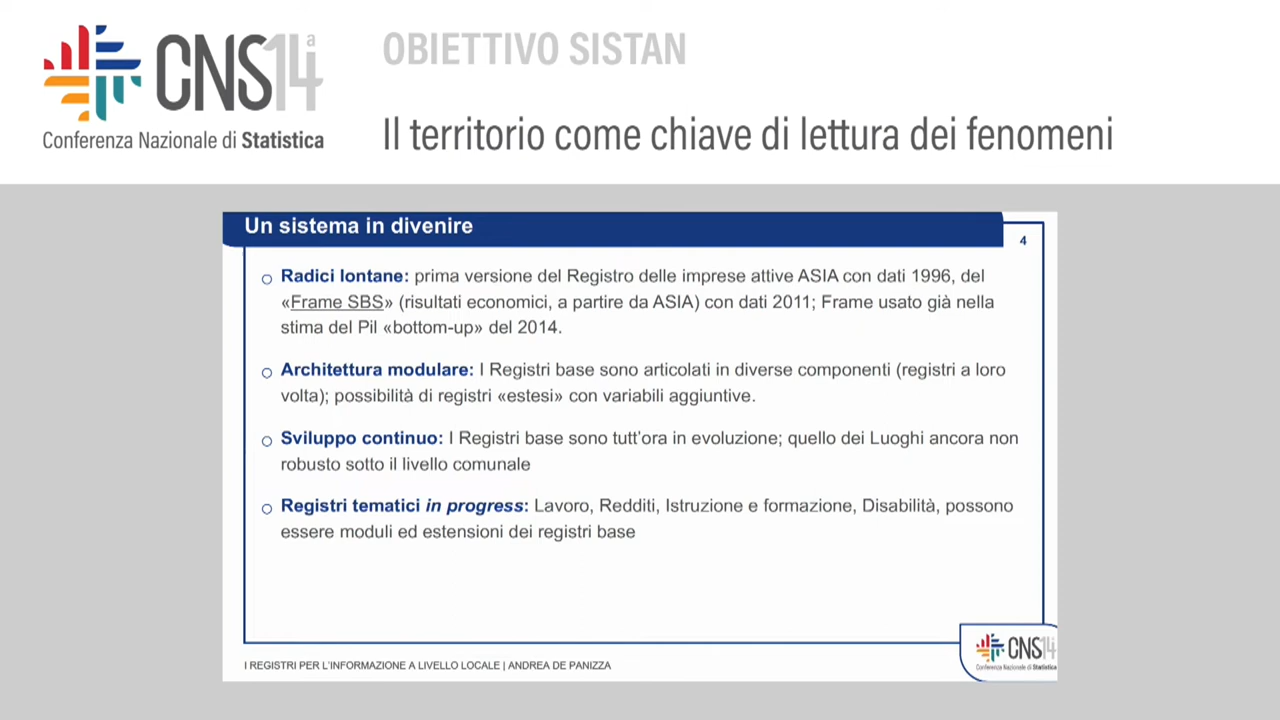 CNS14ª
Conferenza Nazionale di Statistica
OBIETTIVO SISTAN
Il territorio come chiave di lettura dei fenomeni
Un sistema in divenire
4
Radici lontane: prima versione del Registro delle imprese attive ASIA con dati 1996, del
«Frame SBS» (risultati economici, a partire da ASIA) con dati 2011; Frame usato già nella
stima del Pil «bottom-up» del 2014.
Architettura modulare: I Registri base sono articolati in diverse componenti (registri a loro
volta); possibilità di registri «estesi» con variabili aggiuntive.
Sviluppo continuo: I Registri base sono tutt'ora in evoluzione; quello dei Luoghi ancora non
robusto sotto il livello comunale
Registri tematici in progress: Lavoro, Redditi, Istruzione e formazione, Disabilità, possono
essere moduli ed estensioni dei registri base
I REGISTRI PER L'INFORMAZIONE A LIVELLO LOCALE | ANDREA DE PANIZZA
CNS14
Conferenza Nazionale di Statistica